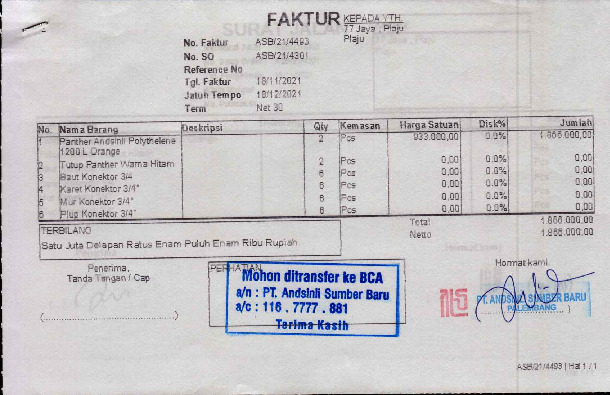 FAKTUR
KEPADA YTH.
77 Jaya , Plaju
Plaju
No. Faktur ASB/21/4493
No. SO ASB/21/4301
Reference No
Tgl. Faktur 18/11/2021
Jatuh Tempo 18/12/2021
Term Net 30
No. Nama Barang Deskripsi Qty Kemasan Harga Satuan Disk% Jumlah
1 Panther Andsinli Polythelene 2 Pcs 933.000,00 0.0% 1.866.000,00
1200 L Orange
2 Tutup Panther Warna Hitam 2 Pcs 0,00 0.0% 0,00
3 Baut Konektor 3/4 6 Pcs 0,00 0.0% 0,00
4 Karet Konektor 3/4" 6 Pcs 0,00 0.0% 0,00
5 Mur Konektor 3/4" 6 Pcs 0,00 0.0% 0,00
6 Plug Konektor 3/4" 6 Pcs 0,00 0.0% 0,00
Total 1.866.000,00
Netto 1.866.000,00
TERBILANG
Satu Juta Delapan Ratus Enam Puluh Enam Ribu Rupiah
Penerima,
Tanda Tangan / Cap
PERHATIAN
Mohon ditransfer ke BCA
a/n : PT. Andsinli Sumber Baru
a/c : 116 . 7777 . 881
Terima Kasih
Hormat kami,
PT. ANDSINLI SUMBER BARU
PALEMBANG
ASB/21/4493 | Hal 1 / 1